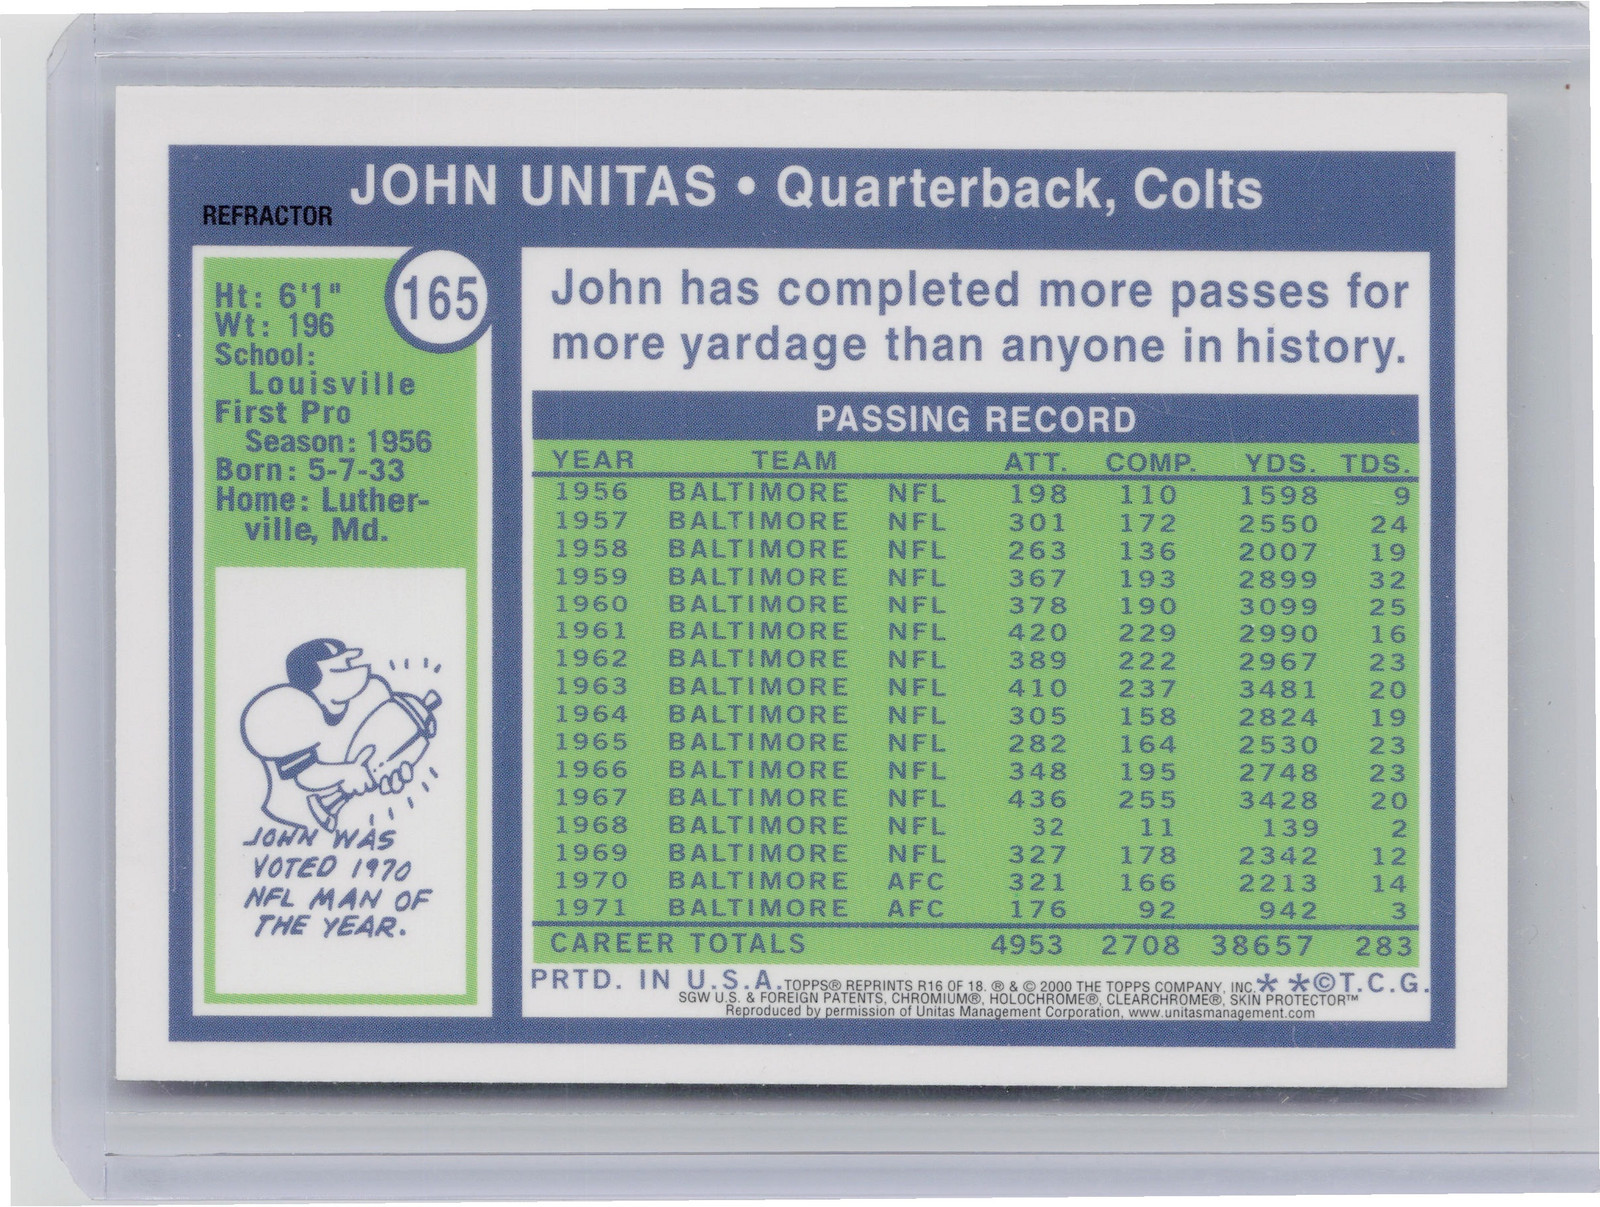 JOHN UNITAS • Quarterback, Colts
REFRACTOR
165
Ht: 6'1"
Wt: 196
School:
Louisville
First Pro
Season: 1956
Born: 5-7-33
Home: Luther-
ville, Md.
JOHN WAS
VOTED 1970
NFL MAN OF
THE YEAR.
John has completed more passes for
more yardage than anyone in history.
PASSING RECORD
YEAR TEAM ATT. COMP. YDS. TDS.
1956 BALTIMORE NFL 198 110 1598 9
1957 BALTIMORE NFL 301 172 2550 24
1958 BALTIMORE NFL 263 136 2007 19
1959 BALTIMORE NFL 367 193 2899 32
1960 BALTIMORE NFL 378 190 3099 25
1961 BALTIMORE NFL 420 229 2990 16
1962 BALTIMORE NFL 389 222 2967 23
1963 BALTIMORE NFL 410 237 3481 20
1964 BALTIMORE NFL 305 158 2824 19
1965 BALTIMORE NFL 282 164 2530 23
1966 BALTIMORE NFL 348 195 2748 23
1967 BALTIMORE NFL 436 255 3428 20
1968 BALTIMORE NFL 32 11 139 2
1969 BALTIMORE NFL 327 178 2342 12
1970 BALTIMORE AFC 321 166 2213 14
1971 BALTIMORE AFC 176 92 942 3
CAREER TOTALS 4953 2708 38657 283
PRTD. IN U.S.A. TOPPS® REPRINTS R16 OF 18. ® & © 2000 THE TOPPS COMPANY, INC. * *©T.C.G.
SGW U.S. & FOREIGN PATENTS, CHROMIUM®, HOLOCHROME®, CLEARCHROME®, SKIN PROTECTOR™
Reproduced by permission of Unitas Management Corporation, www.unitasmanagement.com